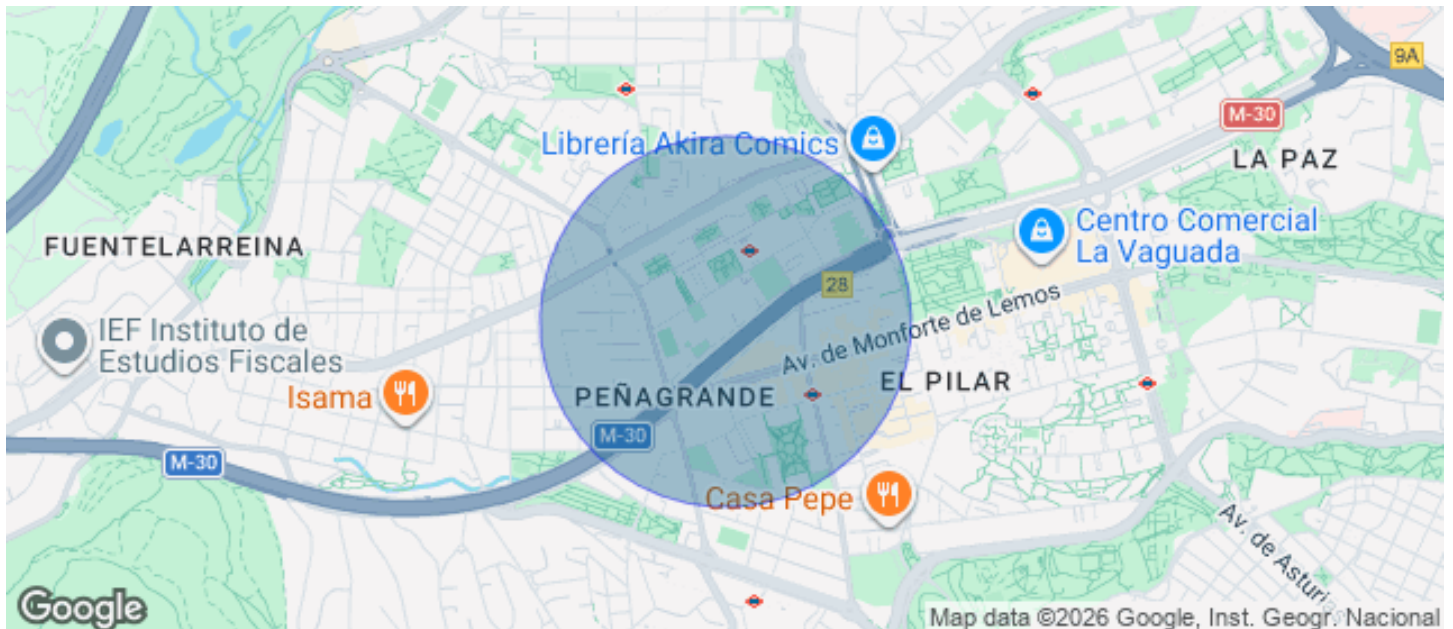 9A
M-30
Librería Akira Comics
LA PAZ
Centro Comercial
La Vaguada
FUENTELARREINA
28
Av. de Monforte de Lemos
IEF Instituto de
Estudios Fiscales
Isama
PEÑAGRANDE
EL PILAR
M-30
M-30
Casa Pepe
Av. de Asturias
Google
Map data ©2026 Google, Inst. Geogr. Nacional